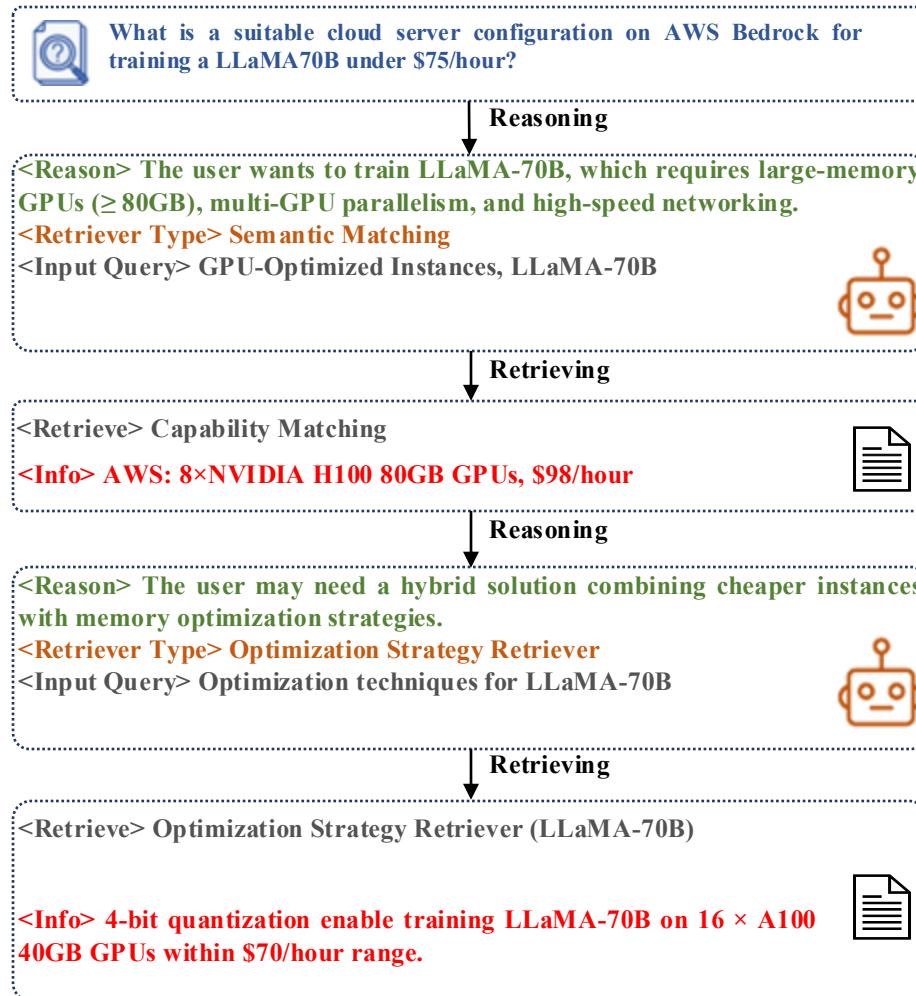 What is a suitable cloud server configuration on AWS Bedrock for
training a LLaMA70B under $75/hour?
Reasoning
<Reason> The user wants to train LLaMA-70B, which requires large-memory
GPUs (≥ 80GB), multi-GPU parallelism, and high-speed networking.
<Retriever Type> Semantic Matching
<Input Query> GPU-Optimized Instances, LLaMA-70B
Retrieving
<Retrieve> Capability Matching
<Info> AWS: 8×NVIDIA H100 80GB GPUs, $98/hour
Reasoning
<Reason> The user may need a hybrid solution combining cheaper instances
with memory optimization strategies.
<Retriever Type> Optimization Strategy Retriever
<Input Query> Optimization techniques for LLaMA-70B
Retrieving
<Retrieve> Optimization Strategy Retriever (LLaMA-70B)
<Info> 4-bit quantization enable training LLaMA-70B on 16 × A100
40GB GPUs within $70/hour range.